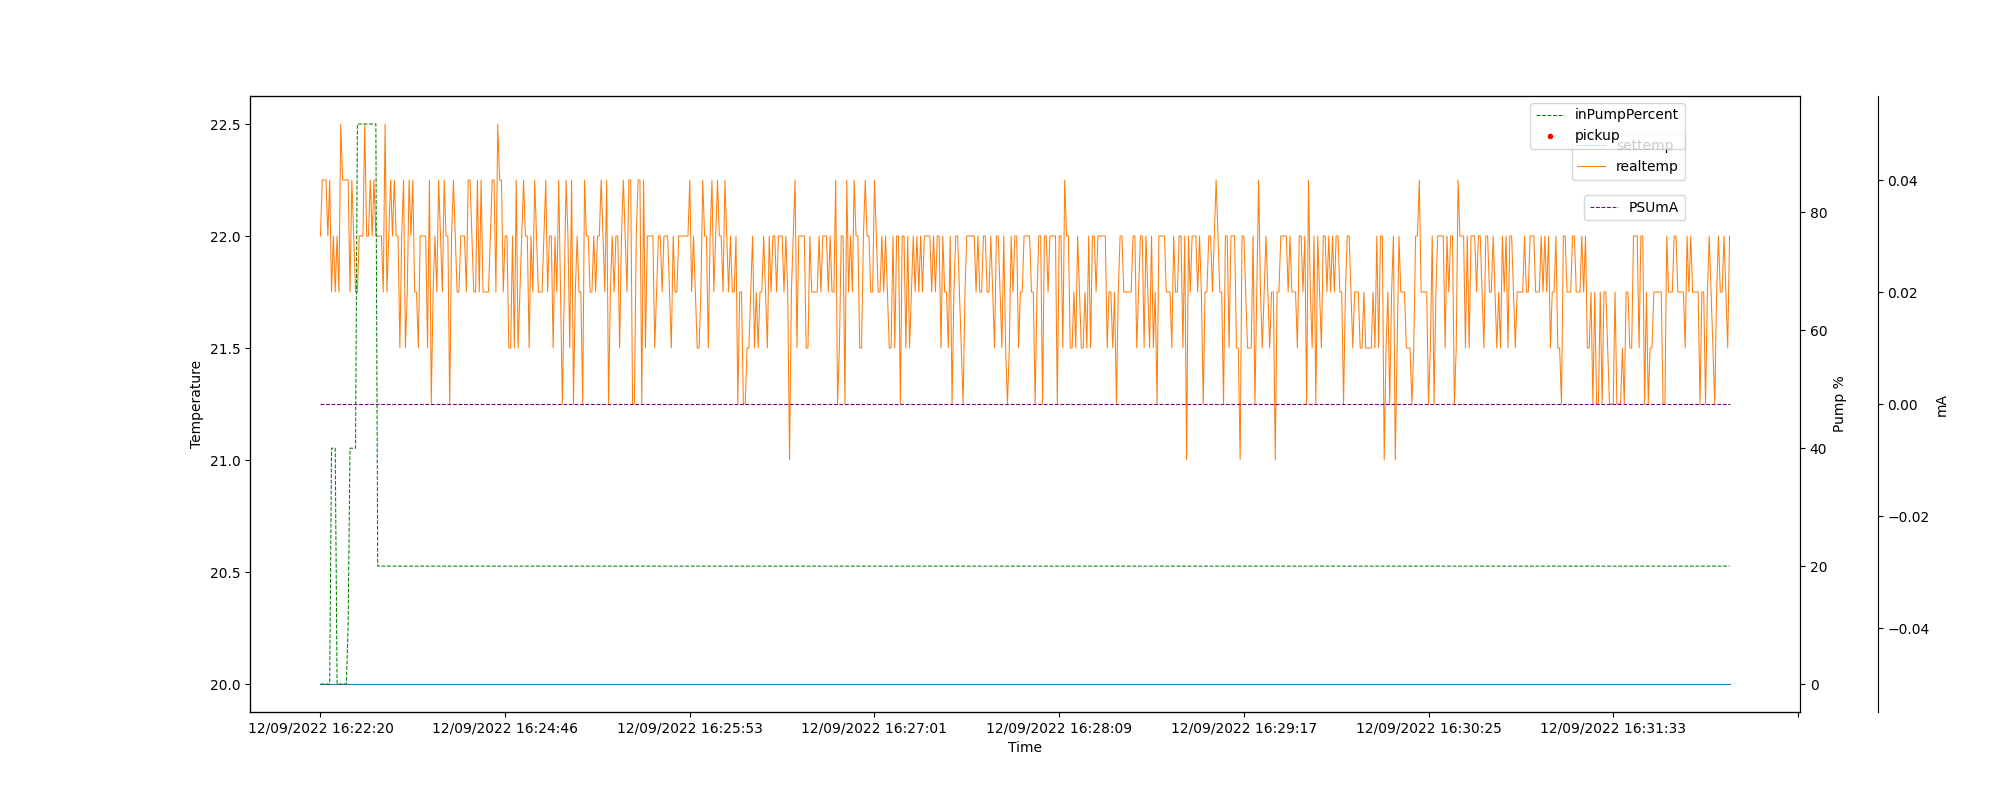 inPumpPercent
pickup
settemp
realtemp
PSUmA
22.5
22.0
21.5
21.0
20.5
20.0
Temperature
80
60
40
20
0
Pump %
0.04
0.02
0.00
−0.02
−0.04
mA
12/09/2022 16:22:20
12/09/2022 16:24:46
12/09/2022 16:25:53
12/09/2022 16:27:01
12/09/2022 16:28:09
12/09/2022 16:29:17
12/09/2022 16:30:25
12/09/2022 16:31:33
Time